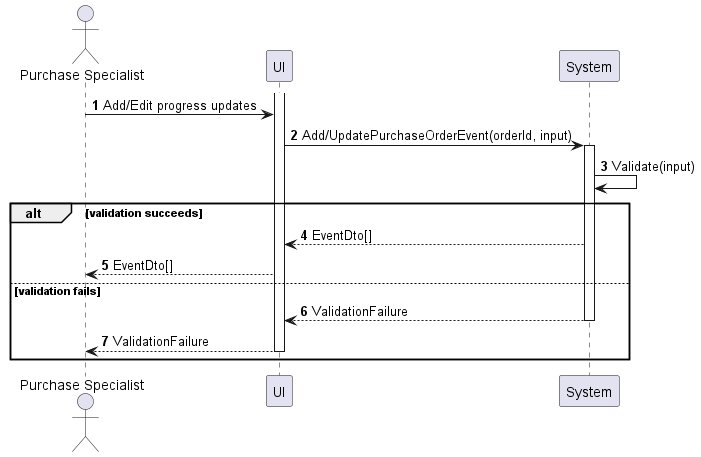 Purchase Specialist
UI
System
1 Add/Edit progress updates
2 Add/UpdatePurchaseOrderEvent(orderId, input)
3 Validate(input)
alt [validation succeeds]
4 EventDto[]
5 EventDto[]
[validation fails]
6 ValidationFailure
7 ValidationFailure
Purchase Specialist
UI
System